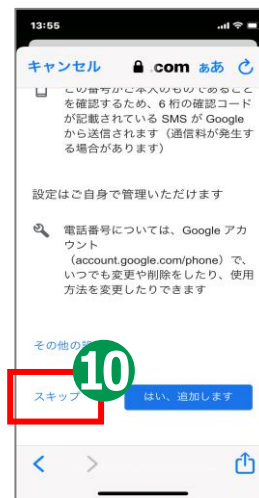 13:55
キャンセル .com ああ
この番号がご本人のものであること
を確認するため、6 桁の確認コード
が記載されている SMS が Google
から送信されます（通信料が発生す
る場合があります）
設定はご自身で管理いただけます
電話番号については、Google アカ
ウント
（account.google.com/phone）で、
いつでも変更や削除をしたり、使用
方法を変更したりできます
その他の
10
スキップ はい、追加します